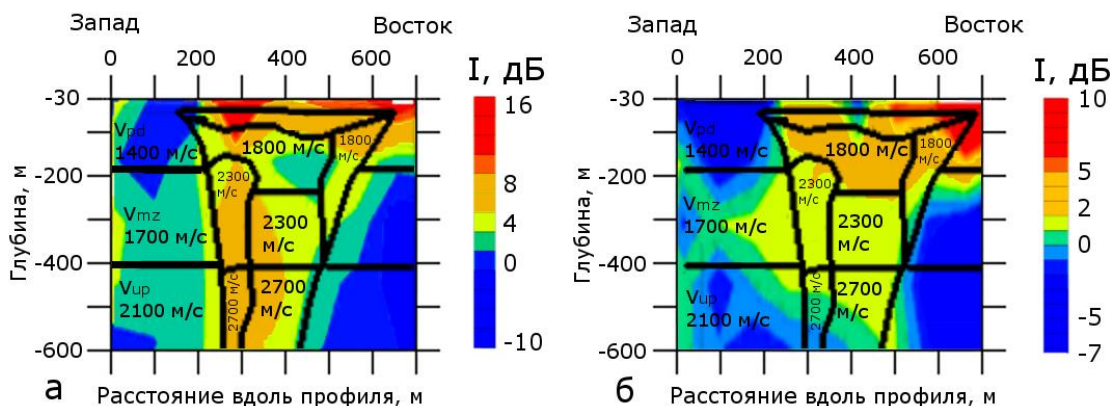 Запад
Восток
0 200 400 600
I, дБ
Глубина, м
-30
-200
-400
-600
16
8
4
0
-10
Vpd
1400 м/с
Vmz
1700 м/с
Vup
2100 м/с
1800 м/с
1800
м/с
2300
м/с
2300
м/с
2700 м/с
2700
м/с
а
Расстояние вдоль профиля, м
Запад
Восток
0 200 400 600
I, дБ
Глубина, м
-30
-200
-400
-600
10
5
2
0
-5
-7
Vpd
1400 м/с
Vmz
1700 м/с
Vup
2100 м/с
1800 м/с
1800
м/с
2300
м/с
2300
м/с
2700 м/с
2700
м/с
б
Расстояние вдоль профиля, м